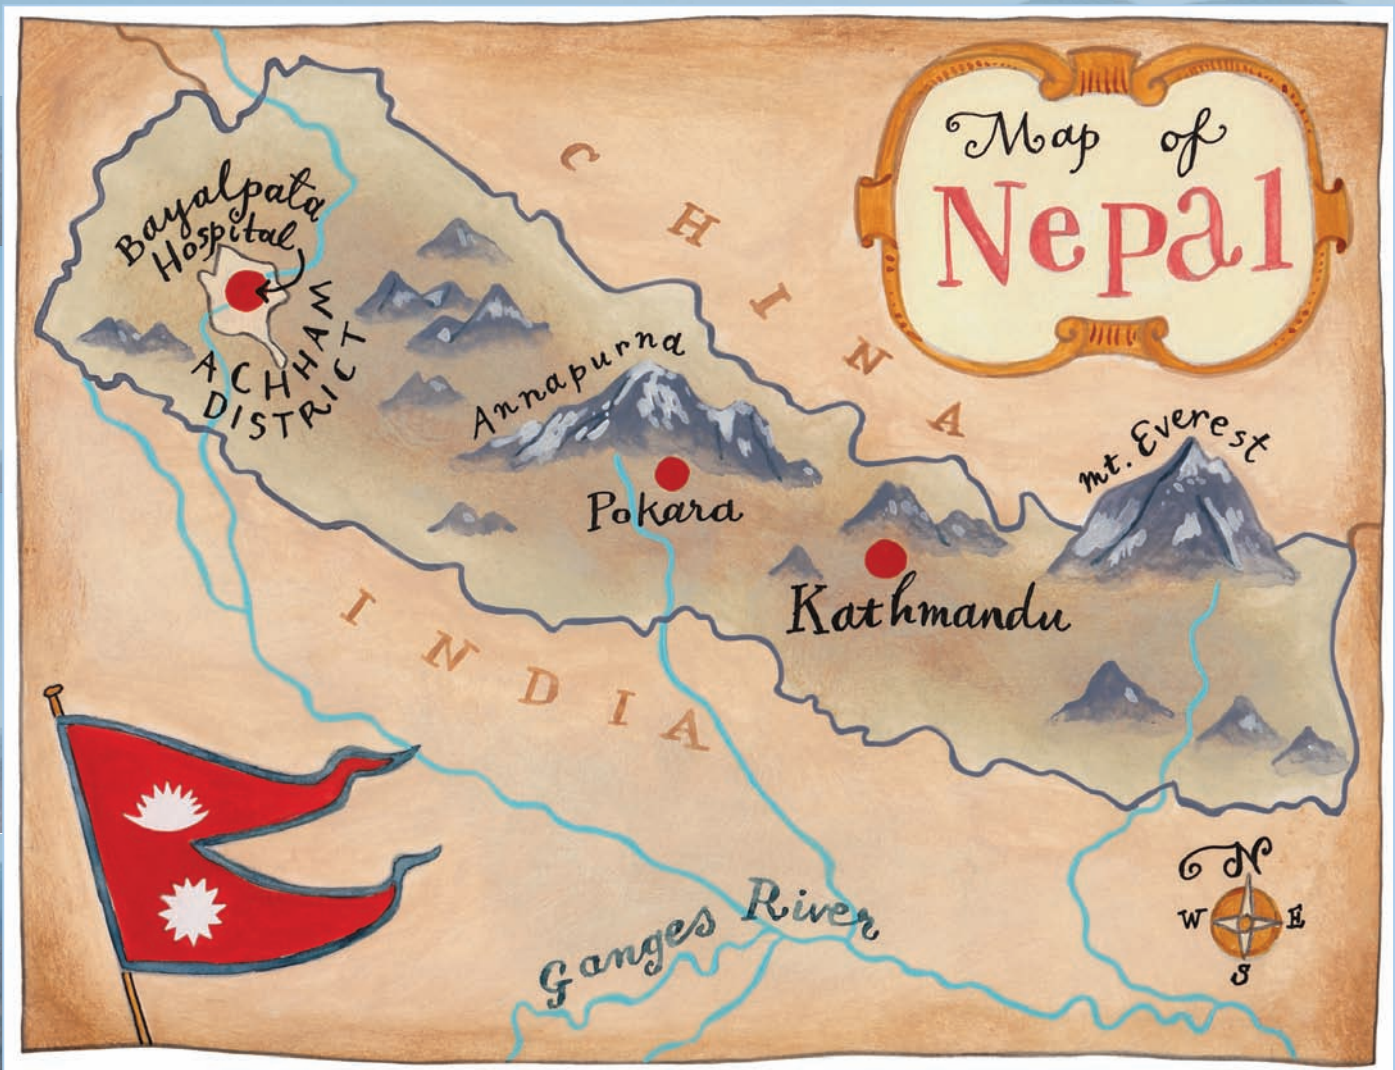 Map of
Nepal
CHINA
Bayalpata
Hospital
ACHHAM
DISTRICT
Annapurna
mt. Everest
Pokara
Kathmandu
INDIA
Ganges River
N
W E
S